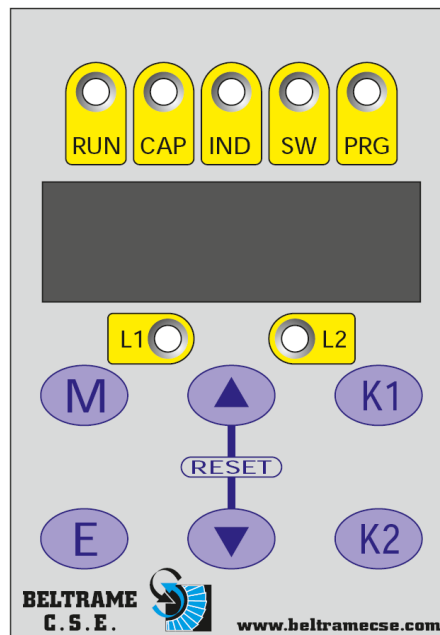 RUN CAP IND SW PRG
L1 L2
M K1
RESET
E K2
BELTRAME
C.S.E. www.beltramecse.com